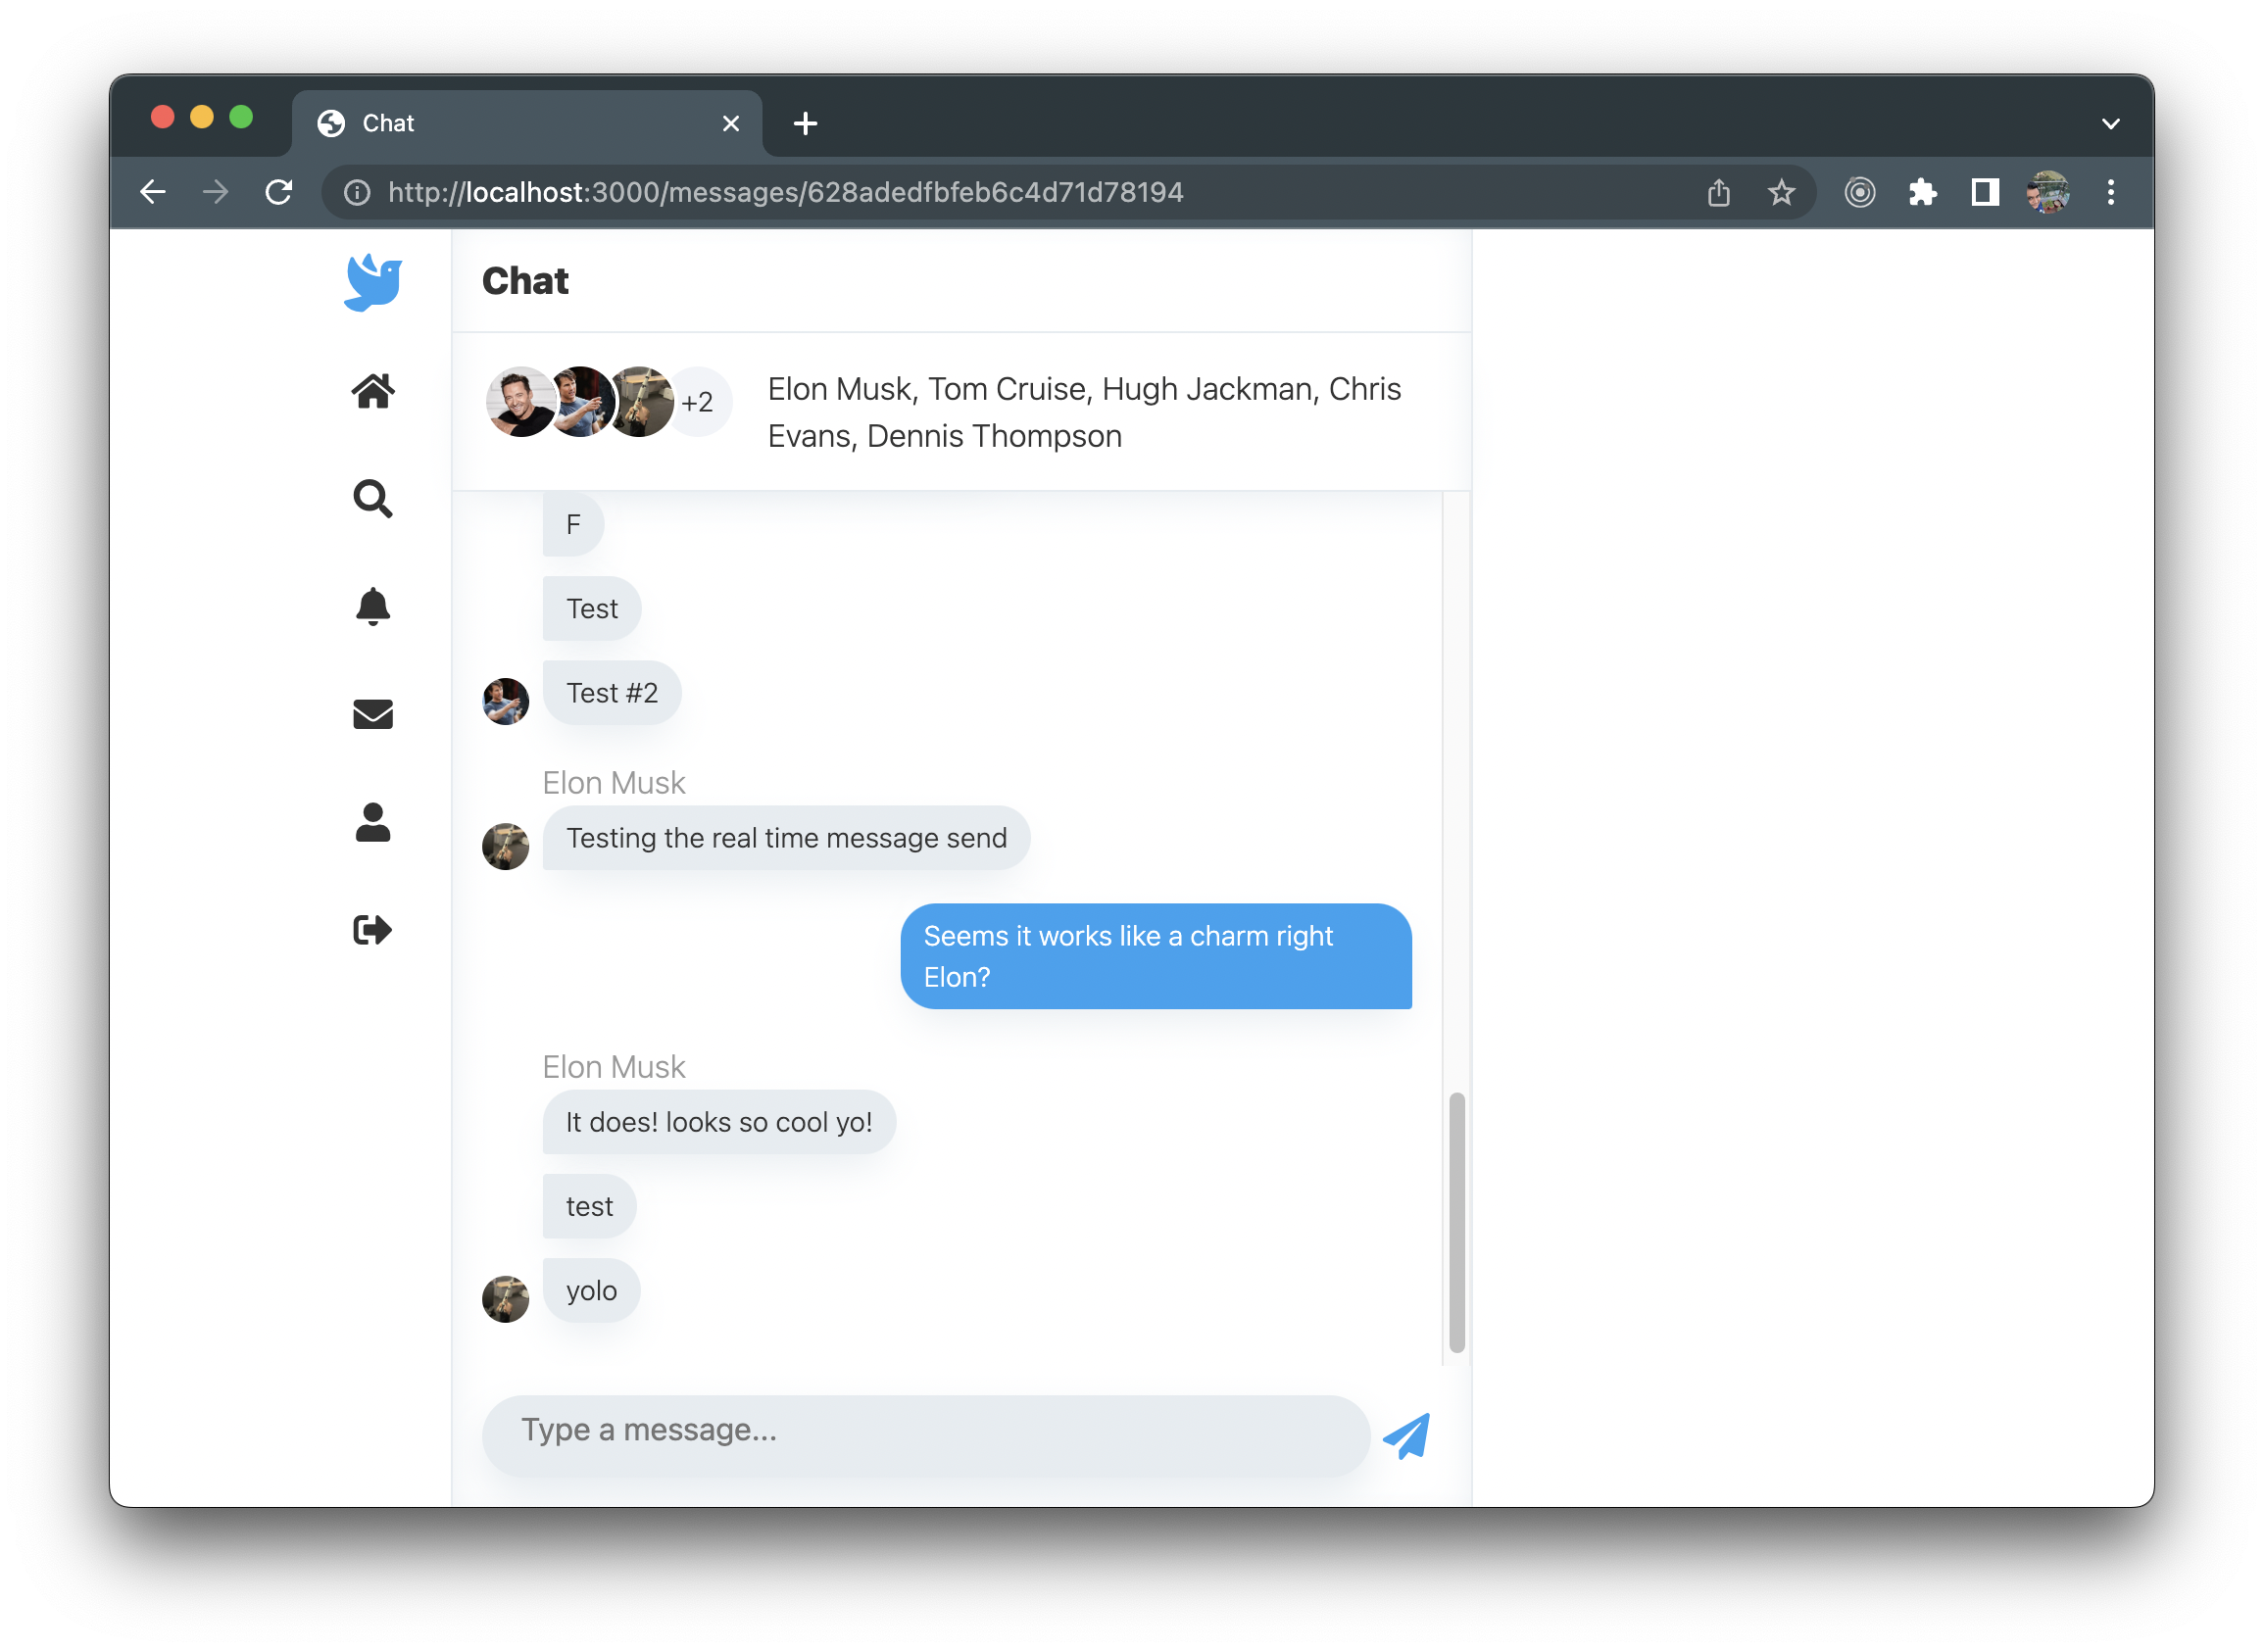 Chat
http://localhost:3000/messages/628adedfbfeb6c4d71d78194
Chat
+2
Elon Musk, Tom Cruise, Hugh Jackman, Chris
Evans, Dennis Thompson
F
Test
Test #2
Elon Musk
Testing the real time message send
Seems it works like a charm right
Elon?
Elon Musk
It does! looks so cool yo!
test
yolo
Type a message...